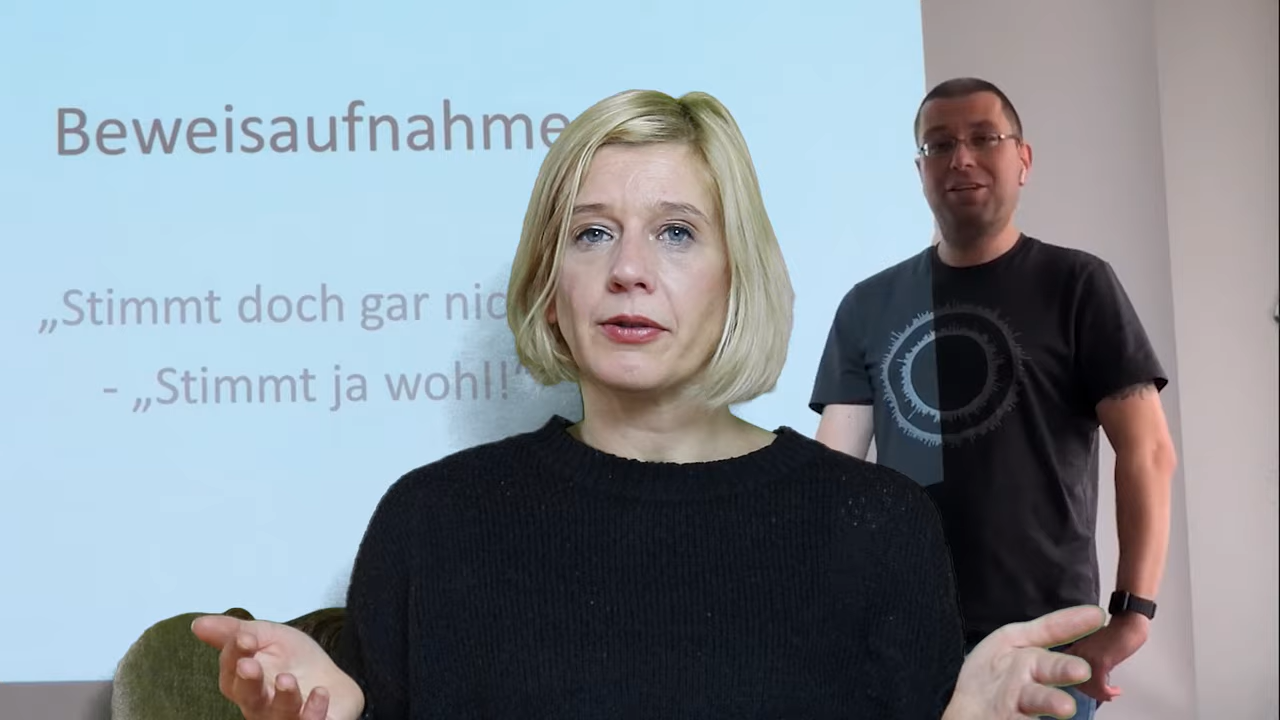 Beweisaufnahme
„Stimmt doch gar
- „Stimmt ja wohl!“